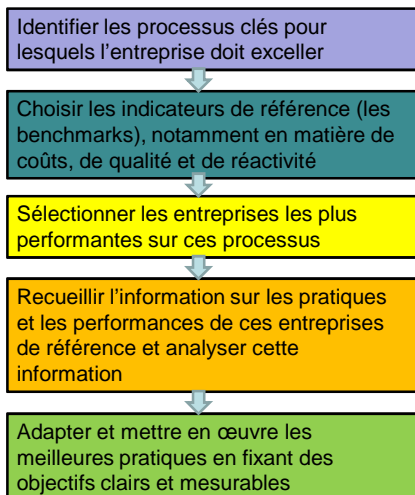 Identifier les processus clés pour
lesquels l'entreprise doit exceller
Choisir les indicateurs de référence (les
benchmarks), notamment en matière de
coûts, de qualité et de réactivité
Sélectionner les entreprises les plus
performantes sur ces processus
Recueillir l'information sur les pratiques
et les performances de ces entreprises
de référence et analyser cette
information
Adapter et mettre en œuvre les
meilleures pratiques en fixant des
objectifs clairs et mesurables